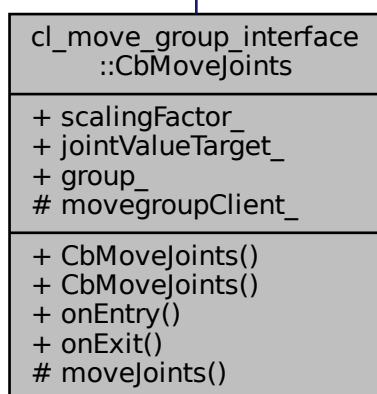 cl_move_group_interface
::CbMoveJoints
+ scalingFactor_
+ jointValueTarget_
+ group_
# movegroupClient_
+ CbMoveJoints()
+ CbMoveJoints()
+ onEntry()
+ onExit()
# moveJoints()